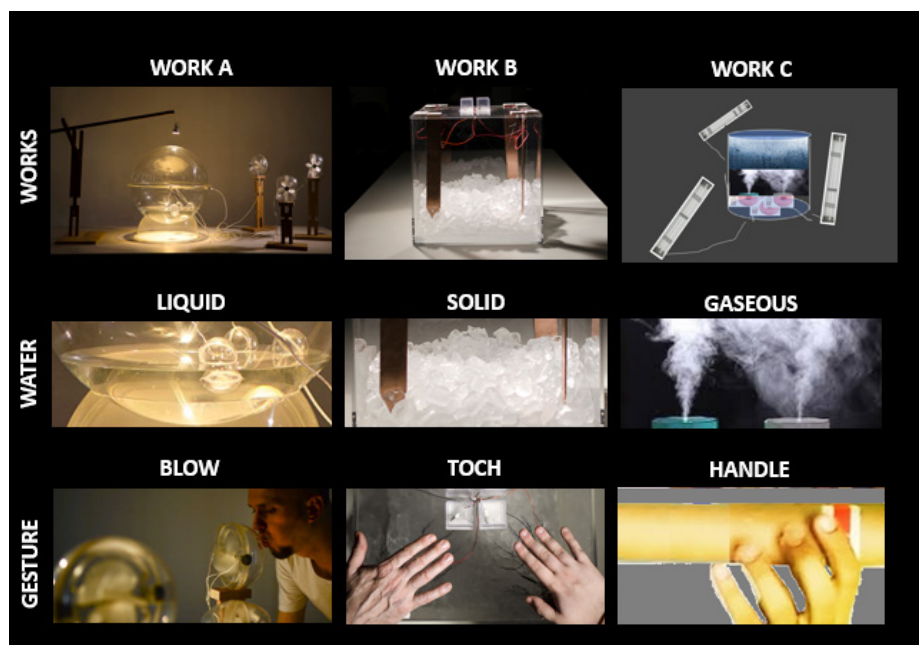 WORK A
WORK B
WORK C
WORKS
LIQUID
SOLID
GASEOUS
WATER
BLOW
TOCH
HANDLE
GESTURE